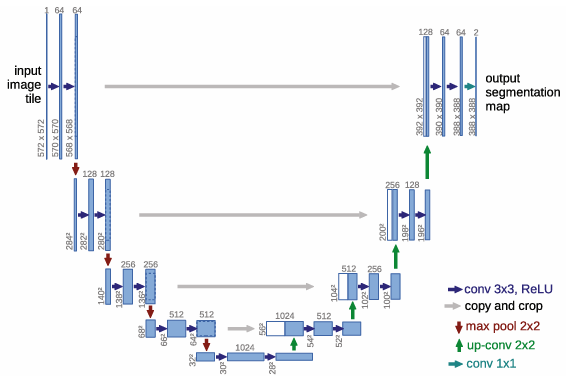 1 64 64
128 64 64 2
input
image
tile
output
segmentation
map
572 x 572
570 x 570
568 x 568
392 x 392
390 x 390
388 x 388
388 x 388
128 128
256 128
284²
282²
280²
200²
198²
196²
256 256
512 256
140²
138²
136²
104²
102²
100²
512 512
1024 512
68²
66²
64²
56²
54²
52²
1024
32²
30²
28²
conv 3x3, ReLU
copy and crop
max pool 2x2
up-conv 2x2
conv 1x1